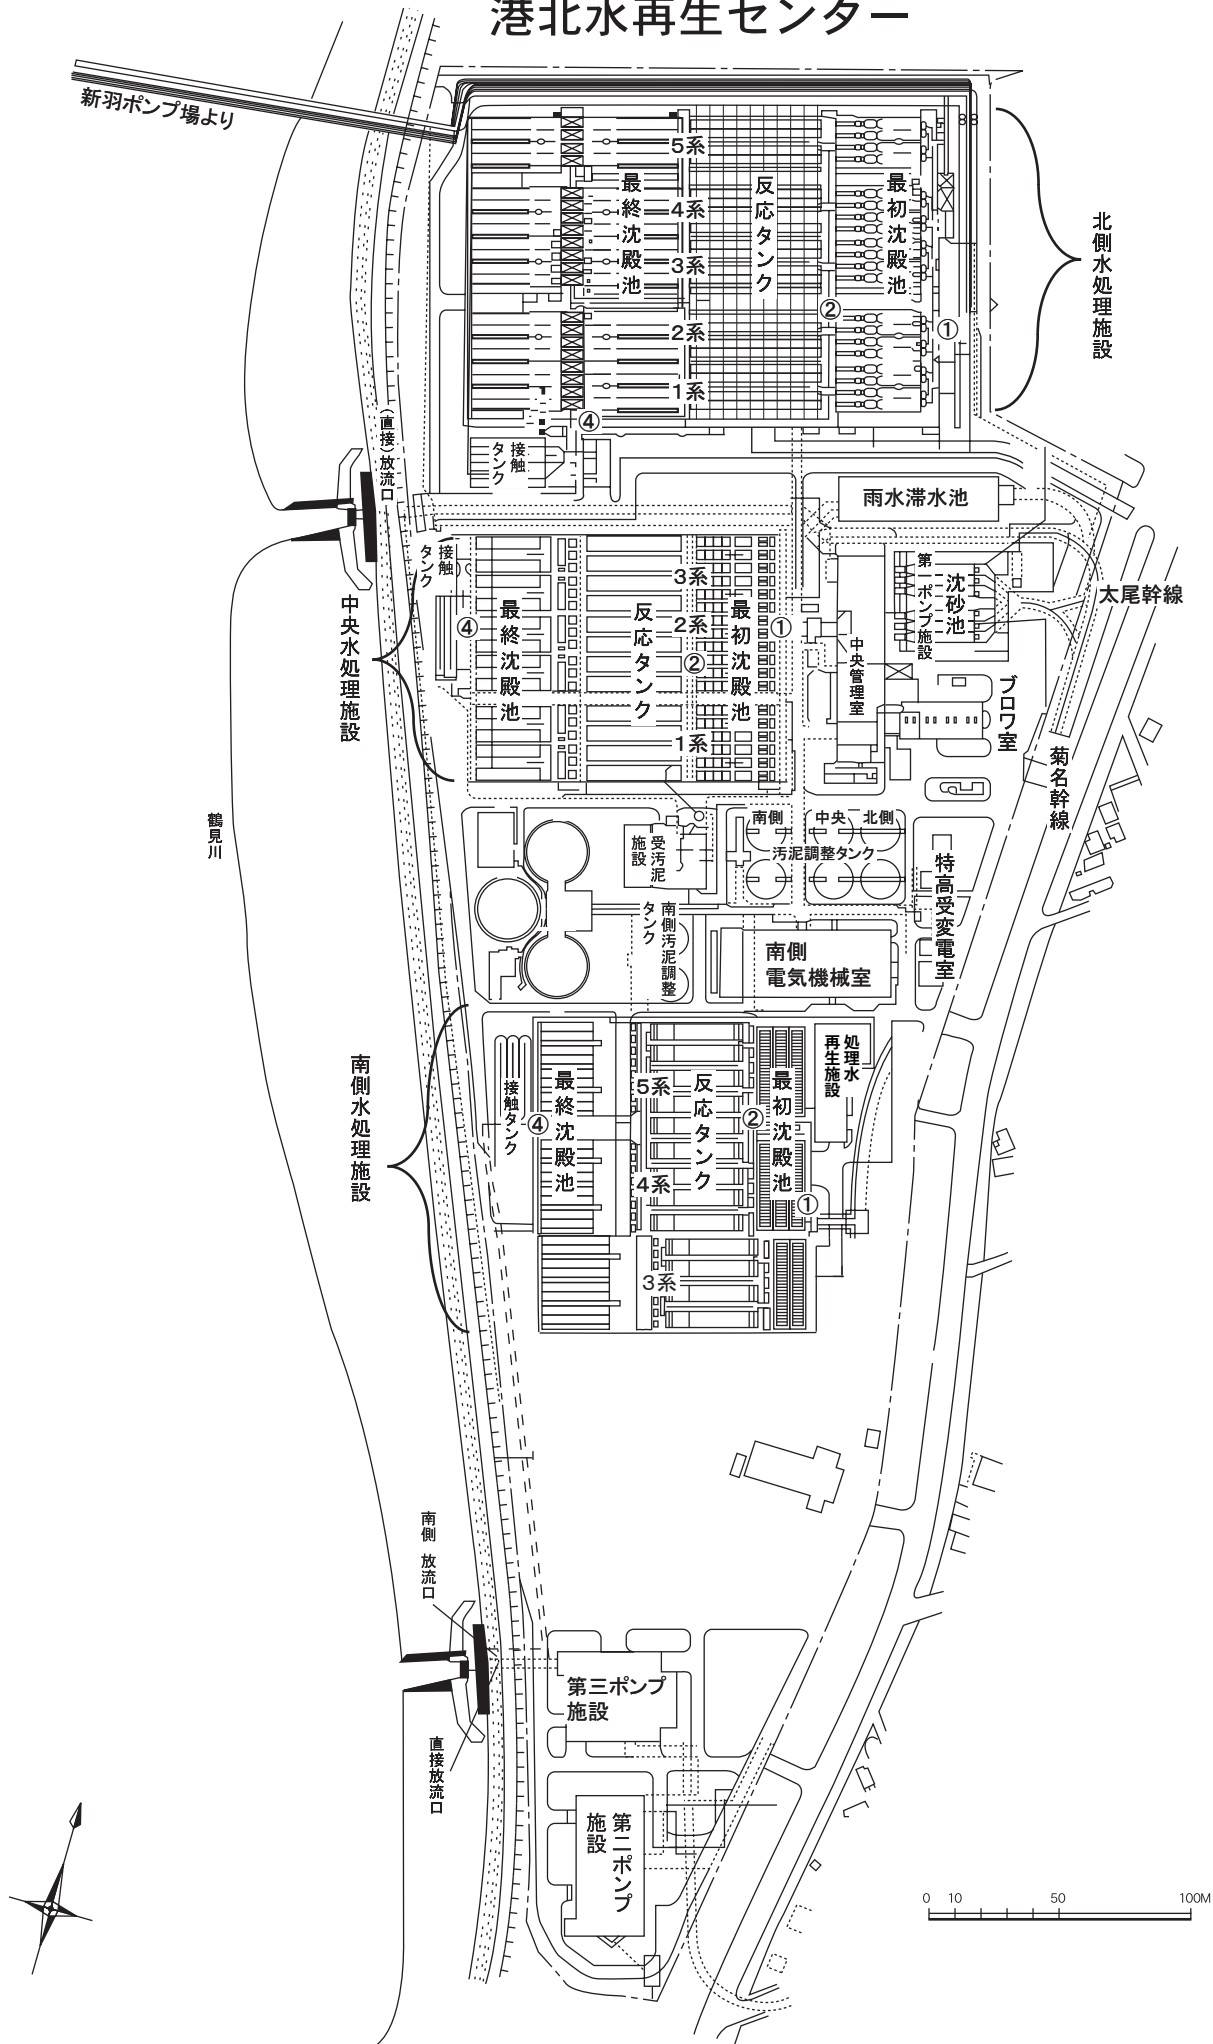 港北水再生センター
新羽ポンプ場より
5系
最終沈殿池
4系
反応タンク
最初沈殿池
3系
2系
1系
②
①
④
北側水処理施設
(直接)放流口
接触
タンク
雨水滞水池
接触
タンク
3系
第一ポンプ施設
沈砂池
太尾幹線
中央水処理施設
④
最終沈殿池
反応タンク
2系
②
最初沈殿池
①
1系
中央管理室
ブロワ室
菊名幹線
鶴見川
受汚泥
施設
南側
中央
北側
汚泥調整タンク
特高受変電室
南側汚泥調整
タンク
南側
電気機械室
南側水処理施設
接触タンク
④
最終沈殿池
5系
反応タンク
②
最初沈殿池
①
処理水
再生施設
4系
3系
南側 放流口
第三ポンプ
施設
直接放流口
第二ポンプ
施設
0 10 50 100M